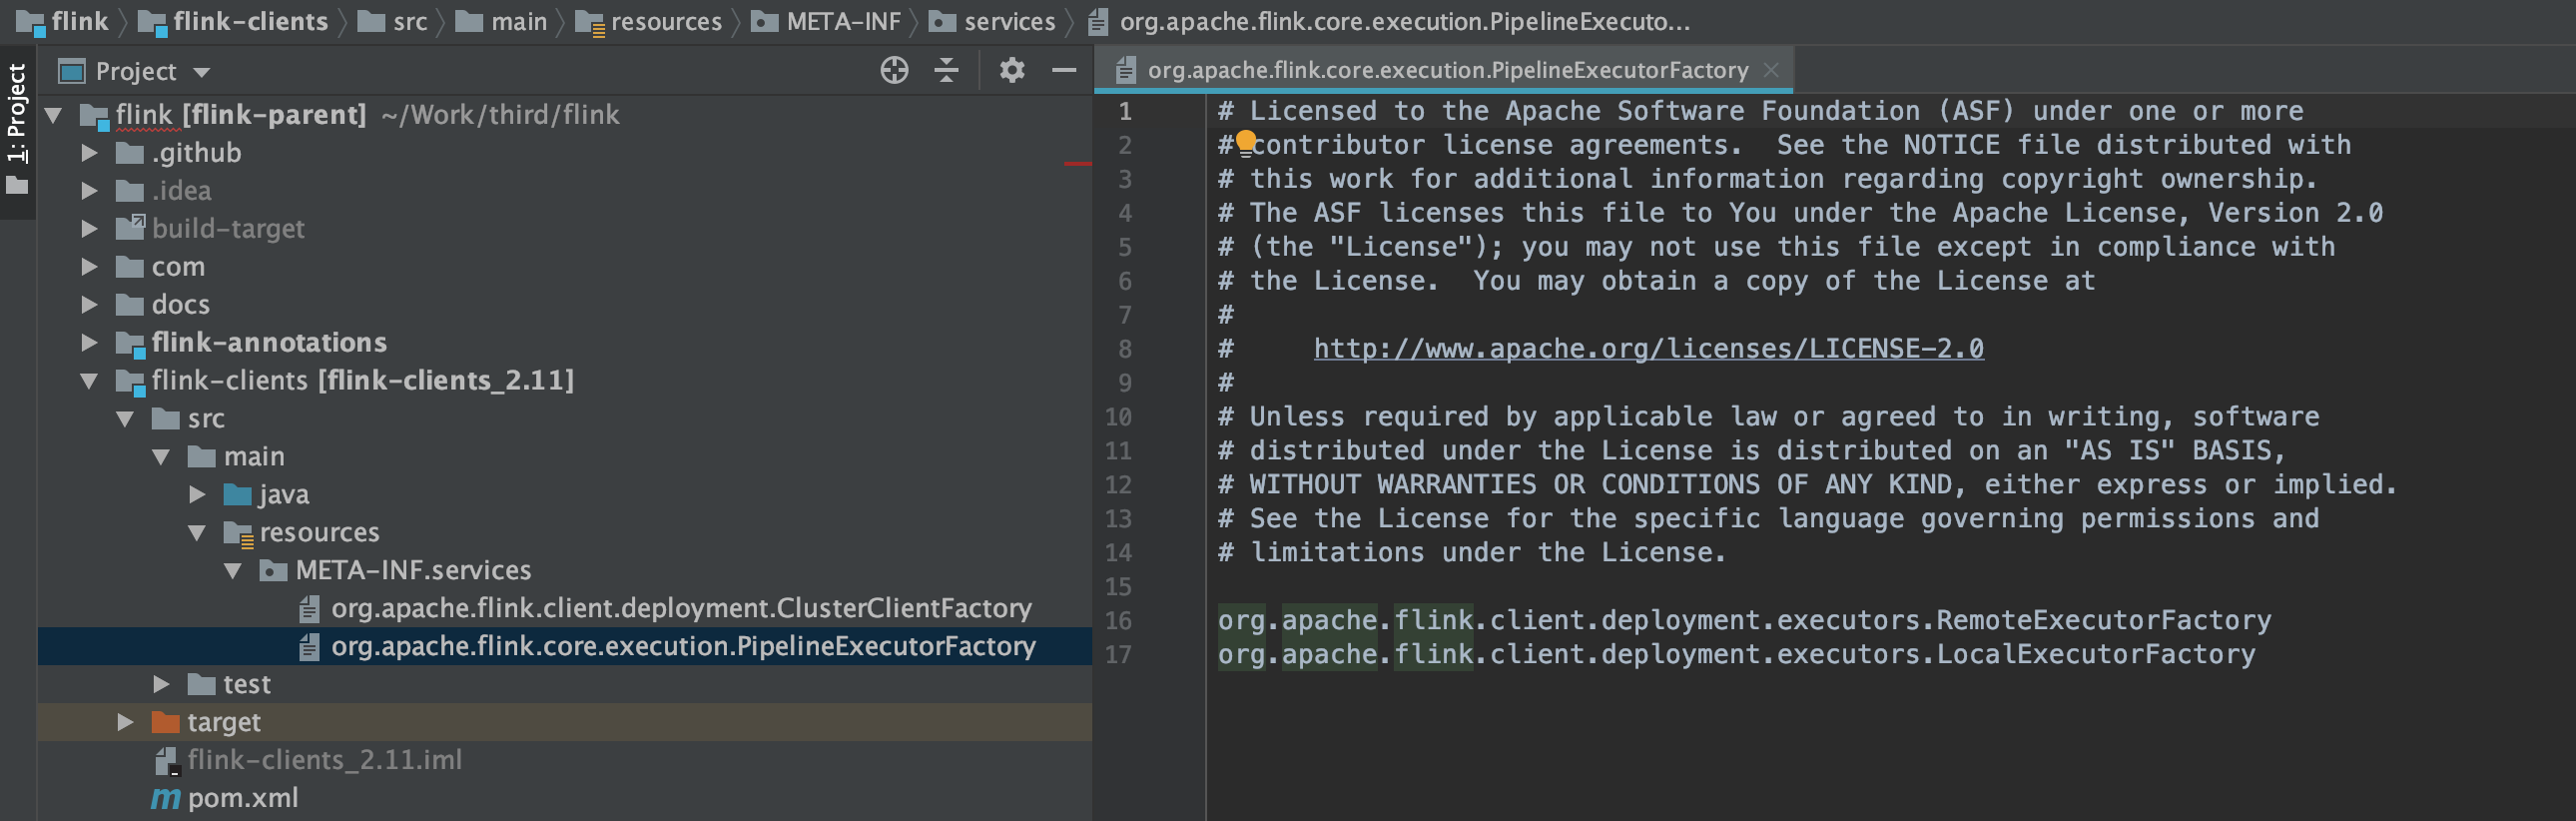 flink flink-clients src main resources META-INF services org.apache.flink.core.execution.PipelineExecuto...
1: Project
Project
flink [flink-parent] ~/Work/third/flink
.github
.idea
build-target
com
docs
flink-annotations
flink-clients [flink-clients_2.11]
src
main
java
resources
META-INF.services
org.apache.flink.client.deployment.ClusterClientFactory
org.apache.flink.core.execution.PipelineExecutorFactory
test
target
flink-clients_2.11.iml
pom.xml
org.apache.flink.core.execution.PipelineExecutorFactory
1 # Licensed to the Apache Software Foundation (ASF) under one or more
2 # contributor license agreements.  See the NOTICE file distributed with
3 # this work for additional information regarding copyright ownership.
4 # The ASF licenses this file to You under the Apache License, Version 2.0
5 # (the "License"); you may not use this file except in compliance with
6 # the License.  You may obtain a copy of the License at
7 #
8 #     http://www.apache.org/licenses/LICENSE-2.0
9 #
10 # Unless required by applicable law or agreed to in writing, software
11 # distributed under the License is distributed on an "AS IS" BASIS,
12 # WITHOUT WARRANTIES OR CONDITIONS OF ANY KIND, either express or implied.
13 # See the License for the specific language governing permissions and
14 # limitations under the License.
15
16 org.apache.flink.client.deployment.executors.RemoteExecutorFactory
17 org.apache.flink.client.deployment.executors.LocalExecutorFactory